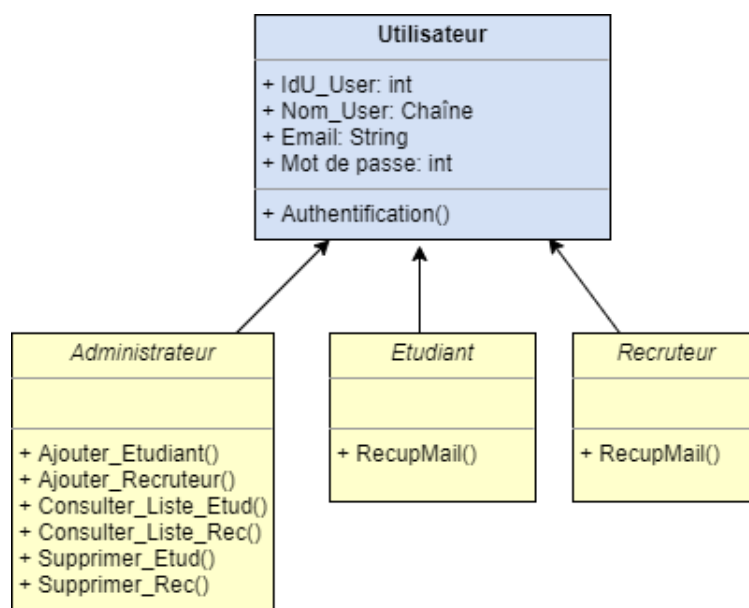 Utilisateur
+ IdU_User: int
+ Nom_User: Chaîne
+ Email: String
+ Mot de passe: int
+ Authentification()
Administrateur
+ Ajouter_Etudiant()
+ Ajouter_Recruteur()
+ Consulter_Liste_Etud()
+ Consulter_Liste_Rec()
+ Supprimer_Etud()
+ Supprimer_Rec()
Etudiant
+ RecupMail()
Recruteur
+ RecupMail()